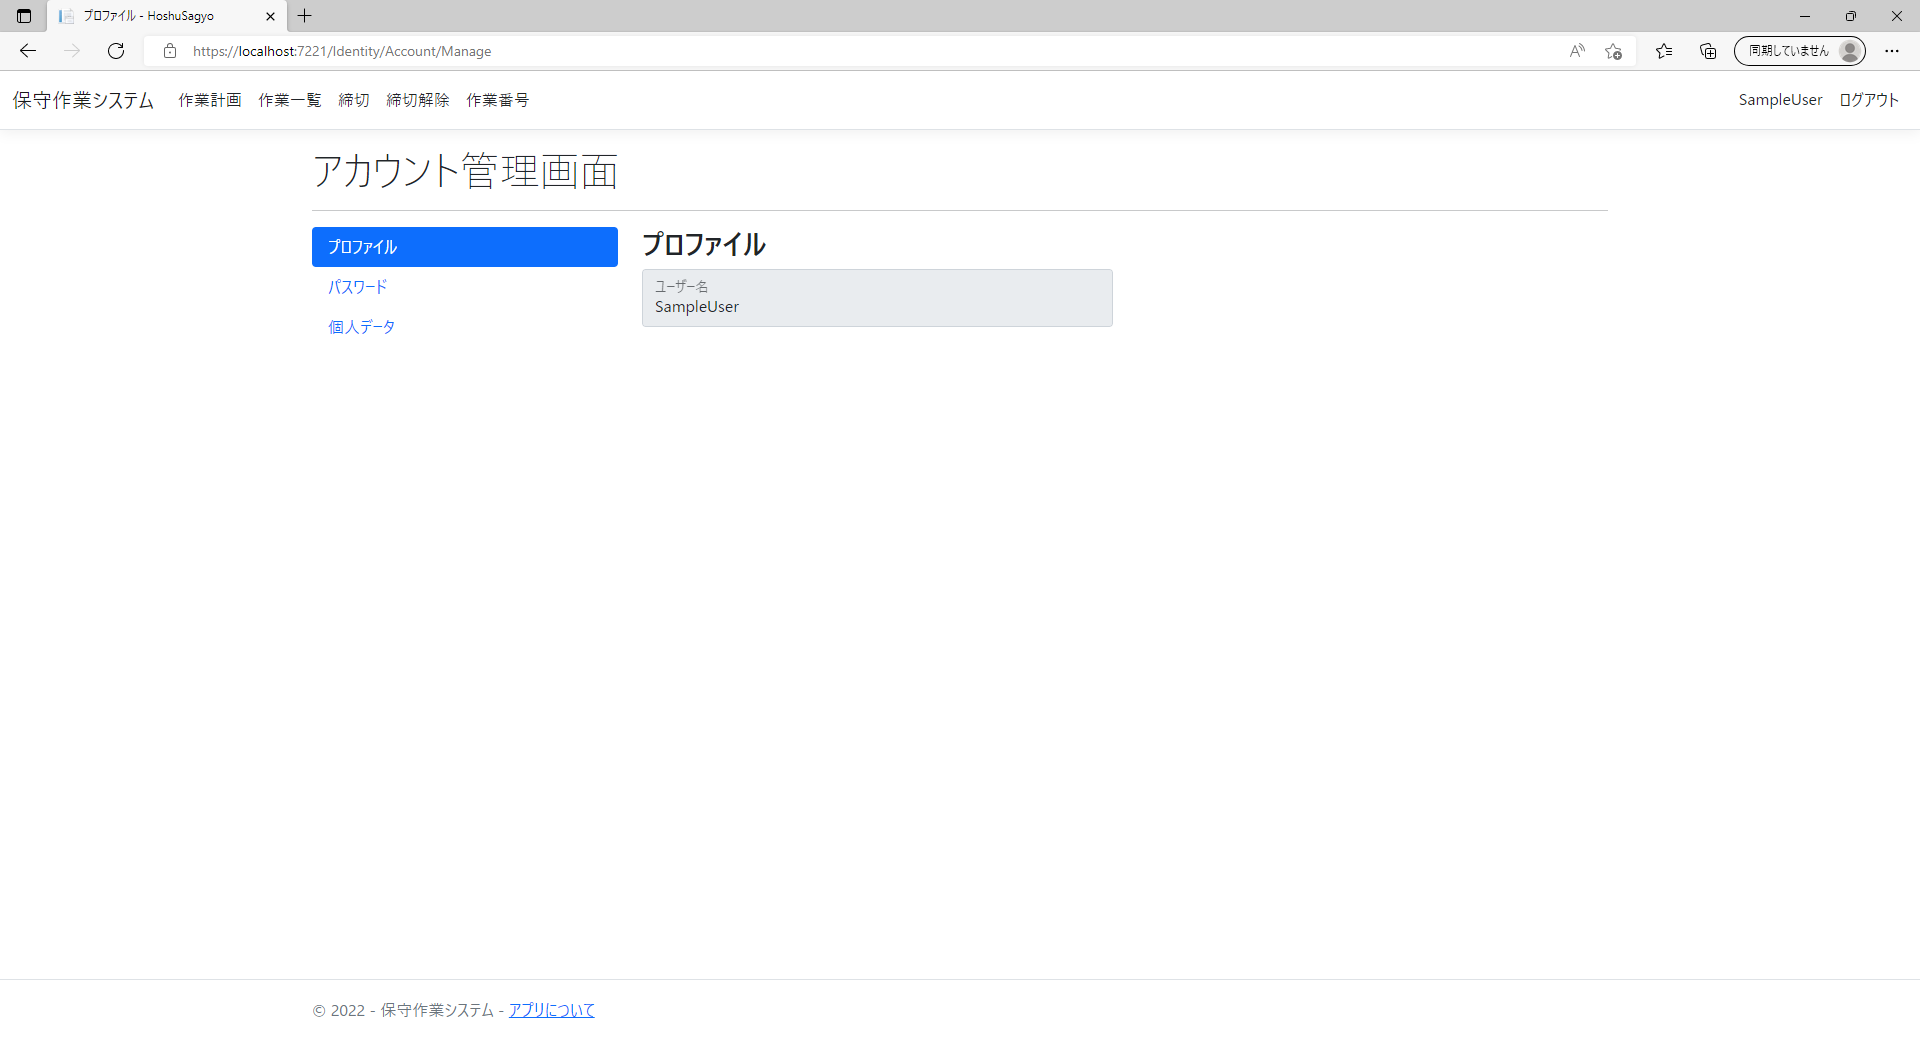 プロファイル - HoshuSagyo
https://localhost:7221/Identity/Account/Manage
同期していません
保守作業システム 作業計画 作業一覧 締切 締切解除 作業番号 SampleUser ログアウト
アカウント管理画面
プロファイル
パスワード
個人データ
プロファイル
ユーザー名
SampleUser
© 2022 - 保守作業システム - アプリについて